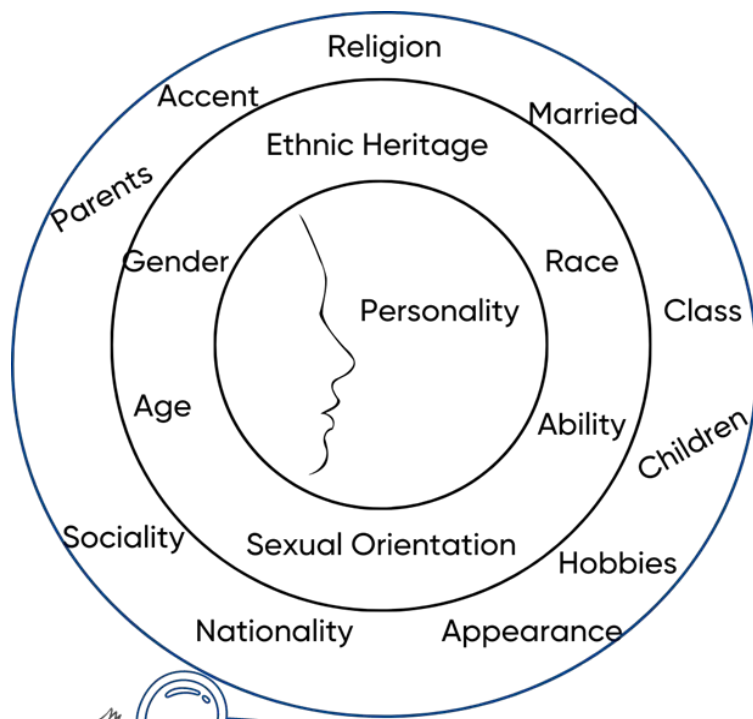 Religion
Accent
Married
Ethnic Heritage
Parents
Gender
Race
Personality
Class
Age
Ability
Children
Sociality
Sexual Orientation
Hobbies
Nationality
Appearance